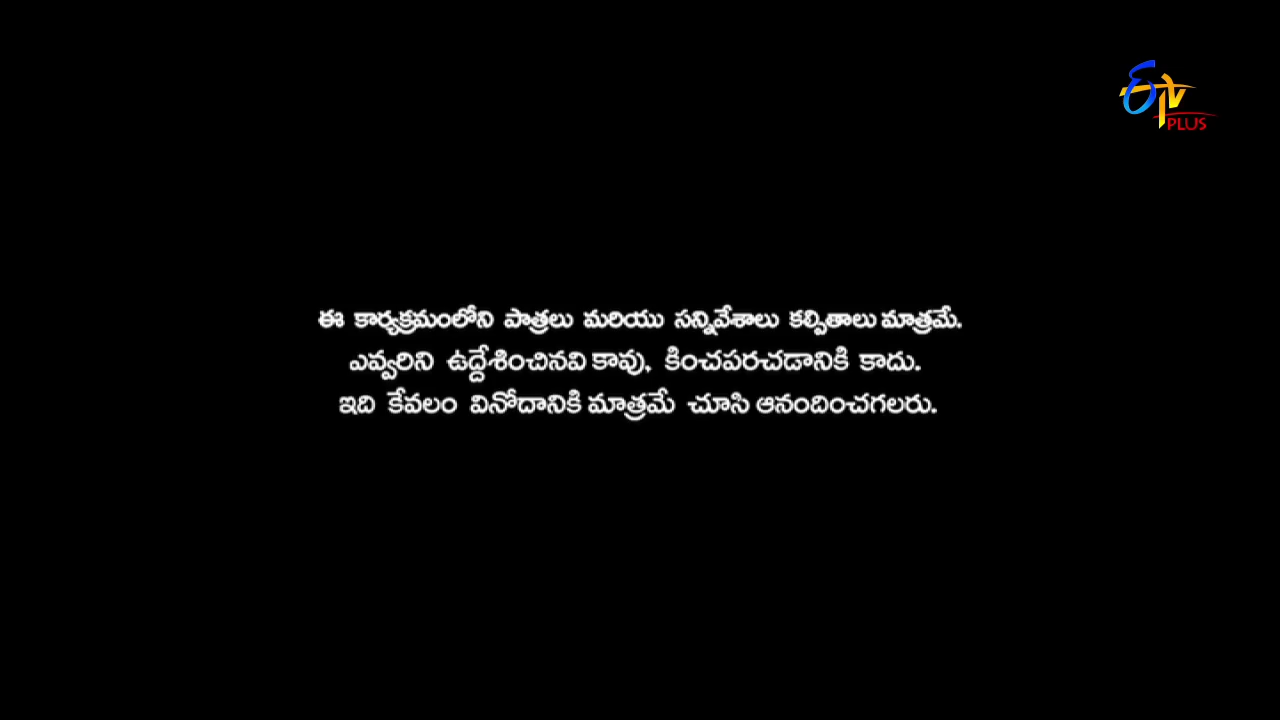 ETV
PLUS
ఈ కార్యక్రమంలోని పాత్రలు మరియు సన్నివేశాలు కల్పితాలు మాత్రమే.
ఎవ్వరిని ఉద్దేశించినవి కావు, కించపరచడానికి కాదు.
ఇది కేవలం వినోదానికి మాత్రమే చూసి ఆనందించగలరు.